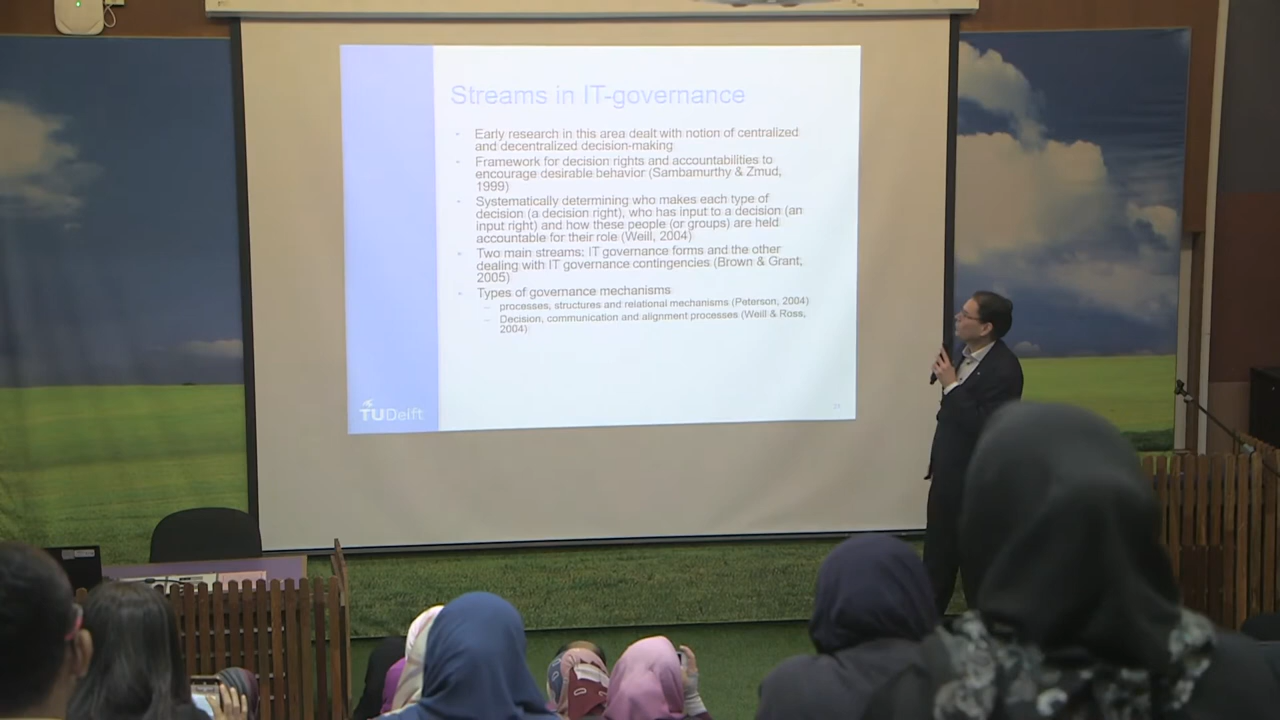 Streams in IT-governance
- Early research in this area dealt with notion of centralized
and decentralized decision-making
- Framework for decision rights and accountabilities to
encourage desirable behavior (Sambamurthy & Zmud,
1999)
- Systematically determining who makes each type of
decision (a decision right), who has input to a decision (an
input right) and how these people (or groups) are held
accountable for their role (Weill, 2004)
- Two main streams: IT governance forms and the other
dealing with IT governance contingencies (Brown & Grant,
2005)
- Types of governance mechanisms
– processes, structures and relational mechanisms (Peterson, 2004)
– Decision, communication and alignment processes (Weill & Ross,
2004)
TUDelft